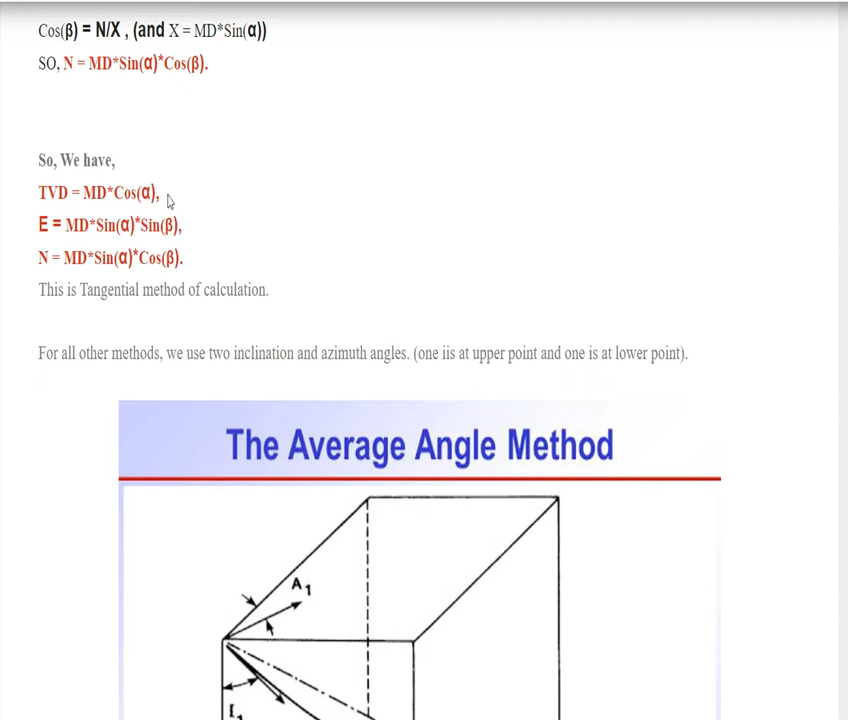 Cos(β) = N/X , (and X = MD*Sin(α))
SO, N = MD*Sin(α)*Cos(β).
So, We have,
TVD = MD*Cos(α),
E = MD*Sin(α)*Sin(β),
N = MD*Sin(α)*Cos(β).
This is Tangential method of calculation.
For all other methods, we use two inclination and azimuth angles. (one iis at upper point and one is at lower point).
The Average Angle Method
A1
I1